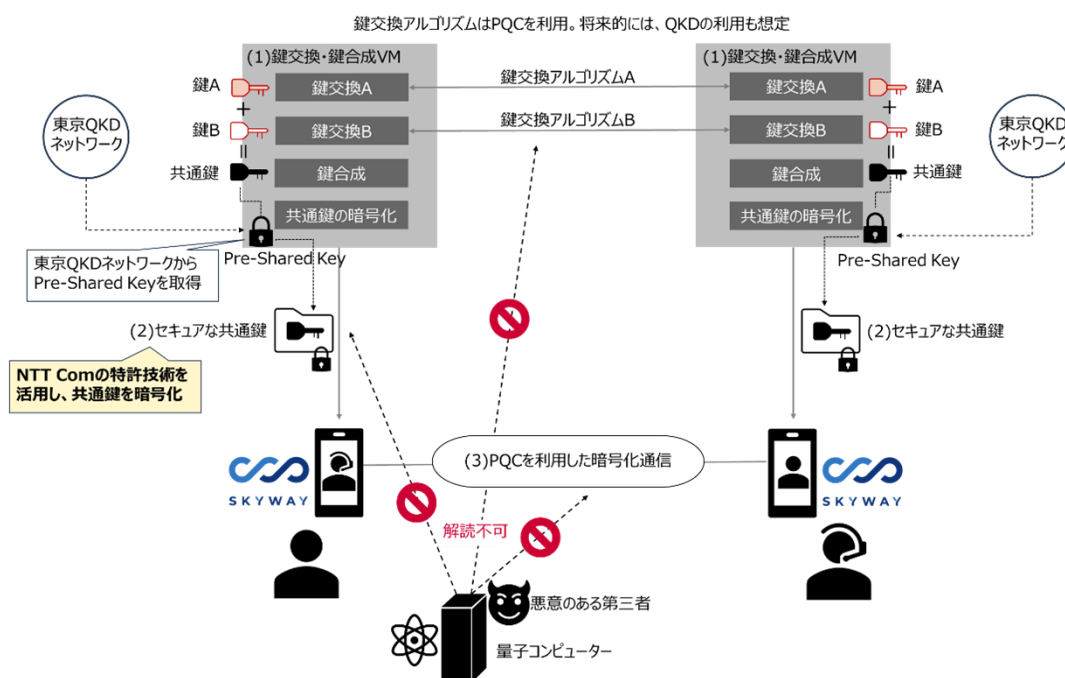 鍵交換アルゴリズムはPQCを利用。将来的には、QKDの利用も想定
(1)鍵交換・鍵合成VM
鍵A
+
鍵B
=
共通鍵
鍵交換A
鍵交換B
鍵合成
共通鍵の暗号化
鍵交換アルゴリズムA
鍵交換アルゴリズムB
(1)鍵交換・鍵合成VM
鍵交換A
鍵交換B
鍵合成
共通鍵の暗号化
鍵A
+
鍵B
=
共通鍵
東京QKD
ネットワーク
東京QKD
ネットワーク
Pre-Shared Key
Pre-Shared Key
東京QKDネットワークから
Pre-Shared Keyを取得
(2)セキュアな共通鍵
(2)セキュアな共通鍵
NTT Comの特許技術を
活用し、共通鍵を暗号化
(3)PQCを利用した暗号化通信
SKYWAY
SKYWAY
解読不可
悪意のある第三者
量子コンピューター